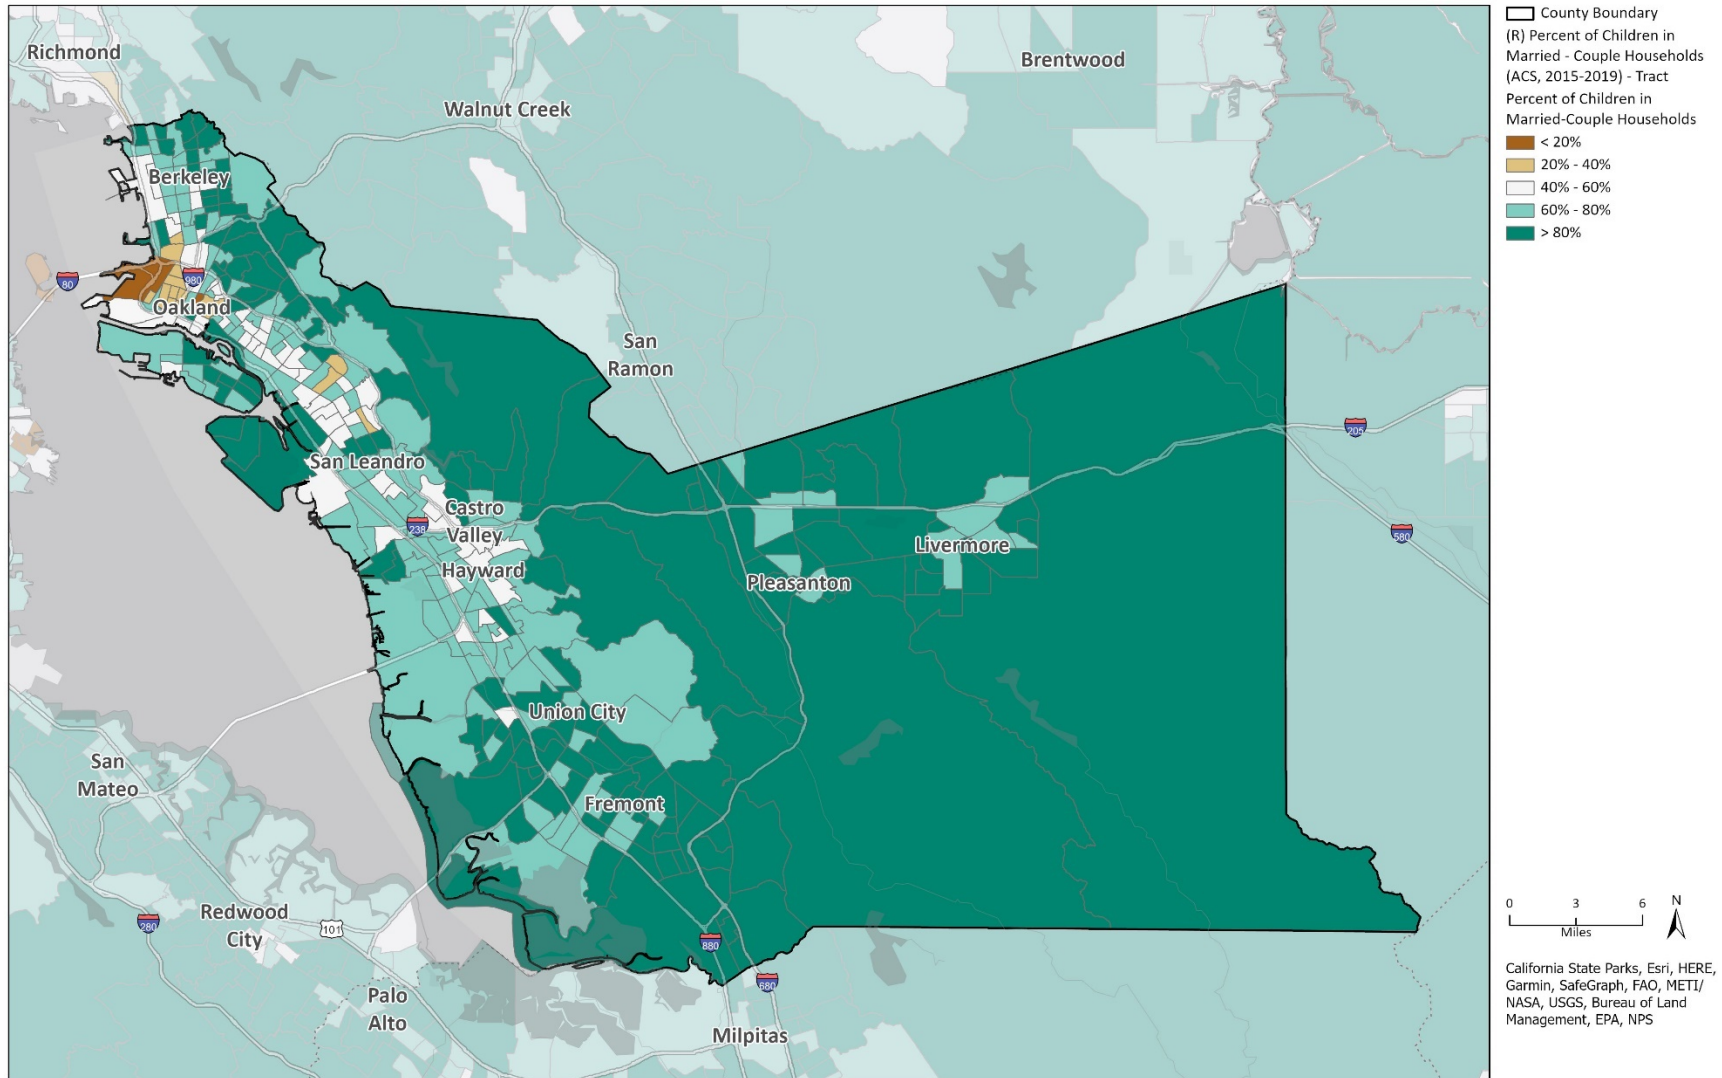 Richmond
Brentwood
Walnut Creek
Berkeley
80
980
Oakland
San
Ramon
205
San Leandro
Castro
Valley
238
580
Livermore
Hayward
Pleasanton
Union City
San
Mateo
Fremont
Redwood
City
280
101
880
680
Palo
Alto
Milpitas
County Boundary
(R) Percent of Children in
Married - Couple Households
(ACS, 2015-2019) - Tract
Percent of Children in
Married-Couple Households
< 20%
20% - 40%
40% - 60%
60% - 80%
> 80%
0 3 6
Miles
N
California State Parks, Esri, HERE,
Garmin, SafeGraph, FAO, METI/
NASA, USGS, Bureau of Land
Management, EPA, NPS